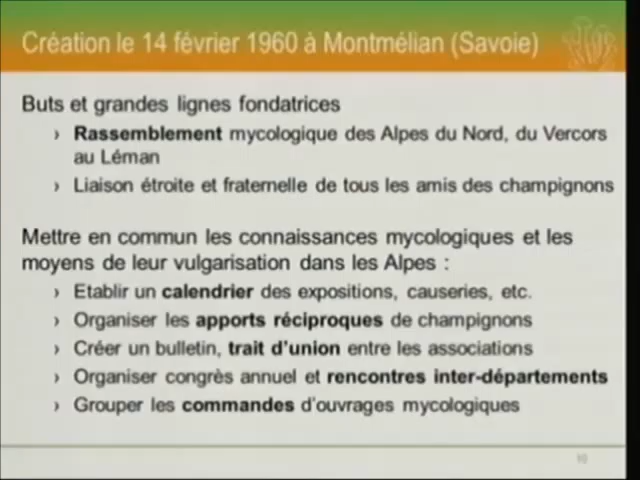 Création le 14 février 1960 à Montmélian (Savoie)
Buts et grandes lignes fondatrices
› Rassemblement mycologique des Alpes du Nord, du Vercors
au Léman
› Liaison étroite et fraternelle de tous les amis des champignons
Mettre en commun les connaissances mycologiques et les
moyens de leur vulgarisation dans les Alpes :
› Etablir un calendrier des expositions, causeries, etc.
› Organiser les apports réciproques de champignons
› Créer un bulletin, trait d'union entre les associations
› Organiser congrès annuel et rencontres inter-départements
› Grouper les commandes d'ouvrages mycologiques